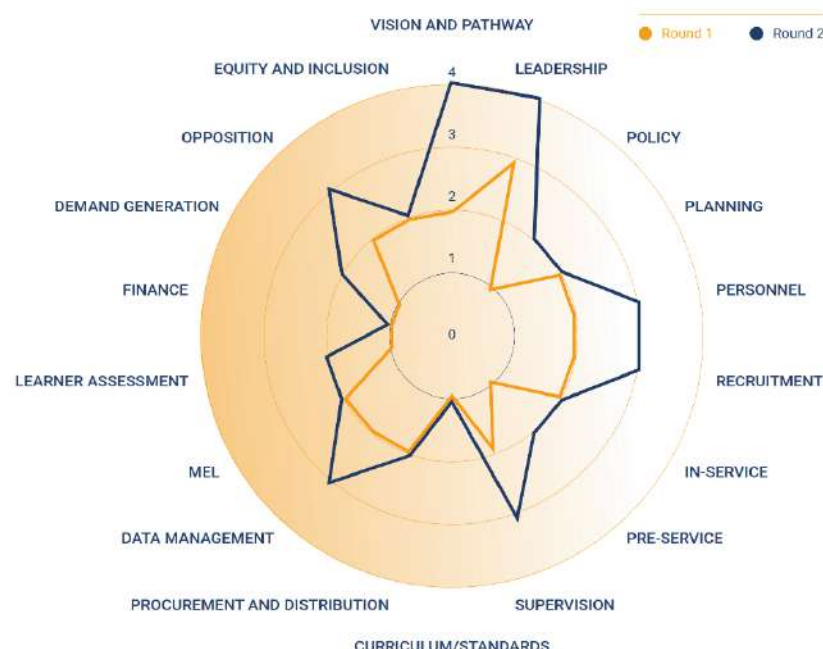 VISION AND PATHWAY
Round 1
Round 2
EQUITY AND INCLUSION
4
LEADERSHIP
OPPOSITION
3
POLICY
DEMAND GENERATION
2
PLANNING
1
FINANCE
PERSONNEL
0
LEARNER ASSESSMENT
RECRUITMENT
MEL
IN-SERVICE
DATA MANAGEMENT
PRE-SERVICE
PROCUREMENT AND DISTRIBUTION
SUPERVISION
CURRICULUM/STANDARDS